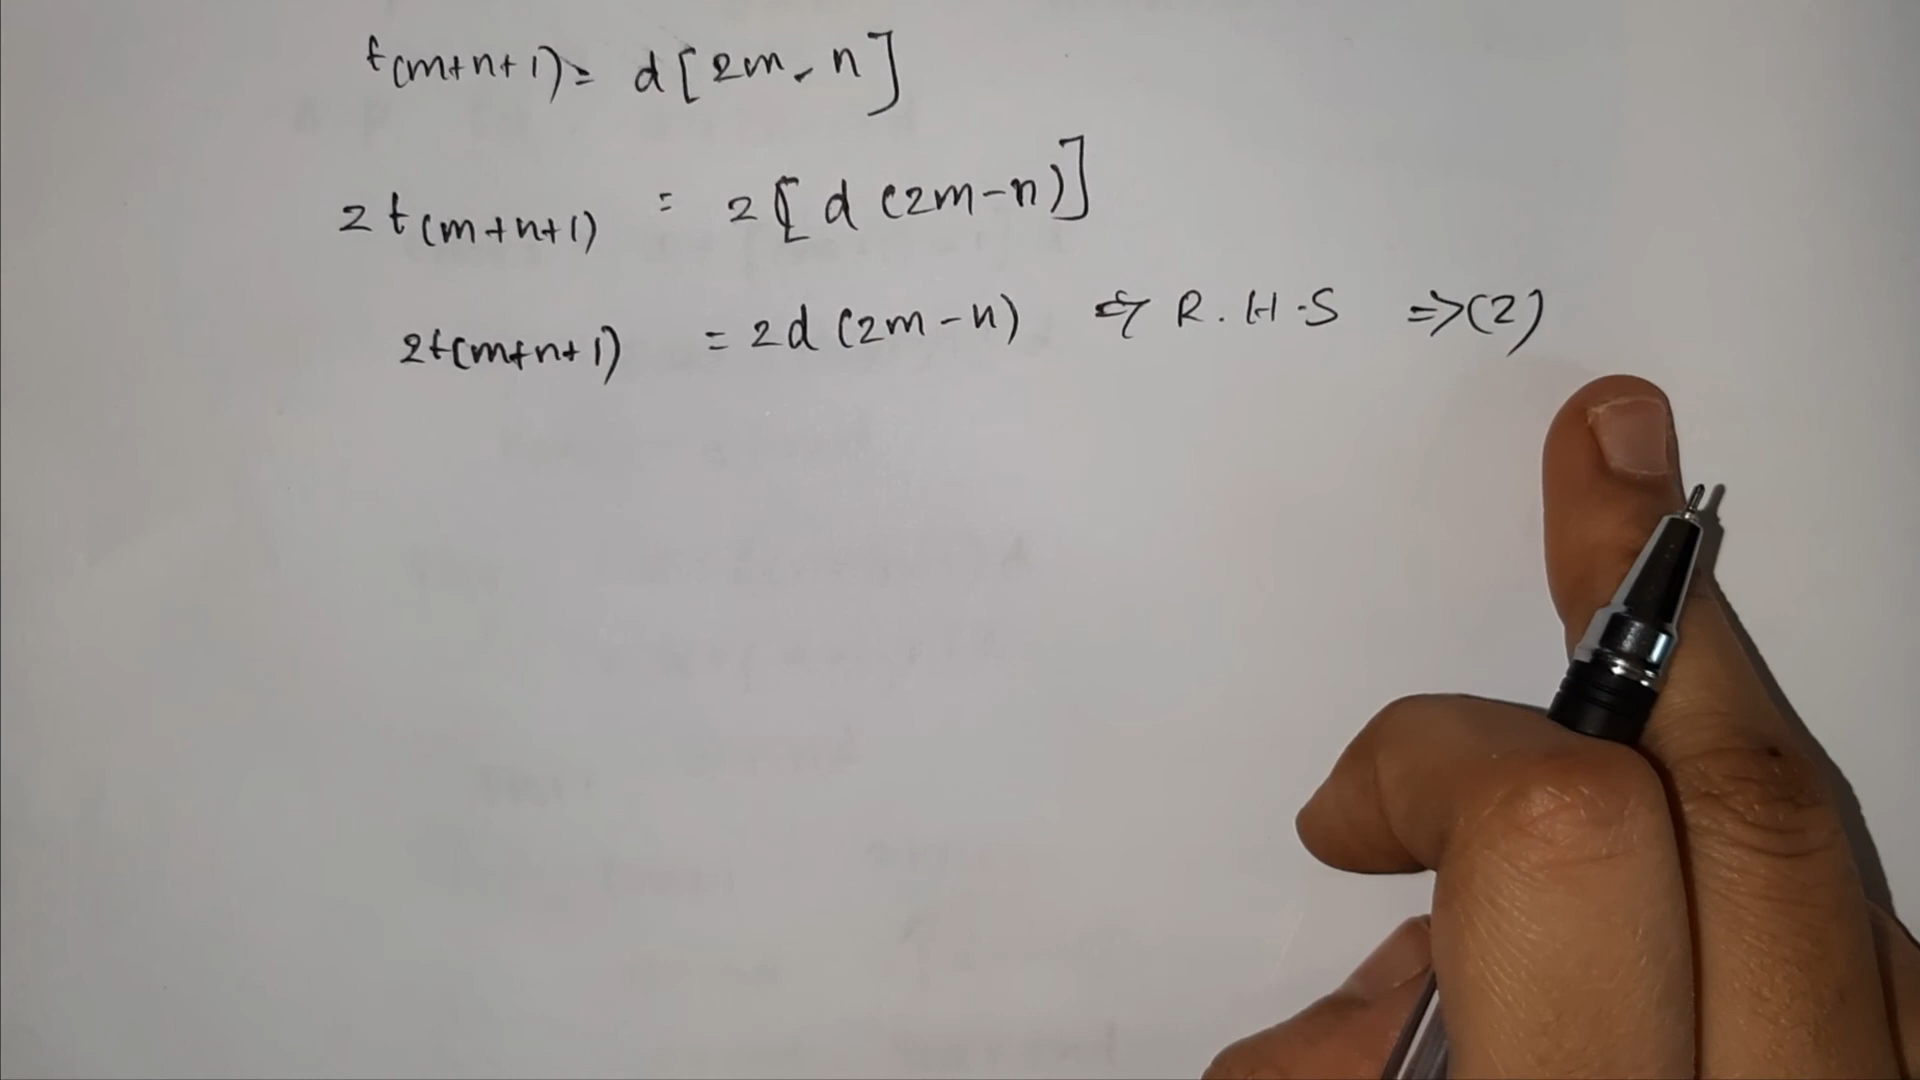 t(m+n+1) = d[2m-n]
2t(m+n+1) = 2[d(2m-n)]
2t(m+n+1) = 2d(2m-n) R.H.S =>(2)